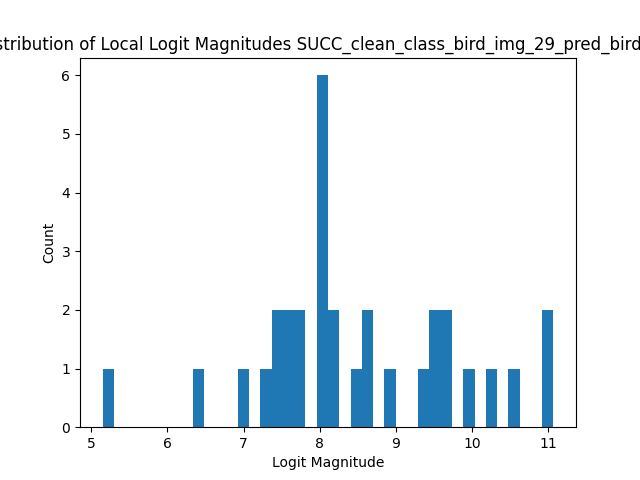 stribution of Local Logit Magnitudes SUCC_clean_class_bird_img_29_pred_bird
6
5
4
3
2
1
0
Count
5 6 7 8 9 10 11
Logit Magnitude